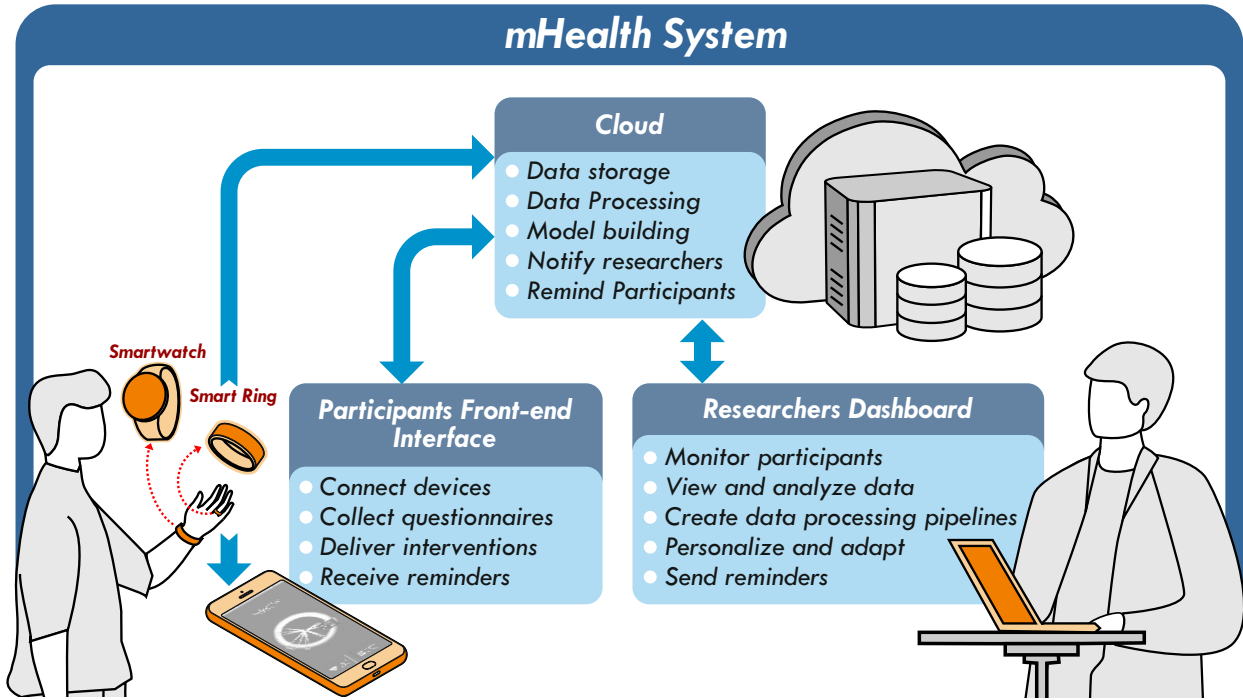 mHealth System
Cloud
Data storage
Data Processing
Model building
Notify researchers
Remind Participants
Smartwatch
Smart Ring
Participants Front-end
Interface
Connect devices
Collect questionnaires
Deliver interventions
Receive reminders
Researchers Dashboard
Monitor participants
View and analyze data
Create data processing pipelines
Personalize and adapt
Send reminders